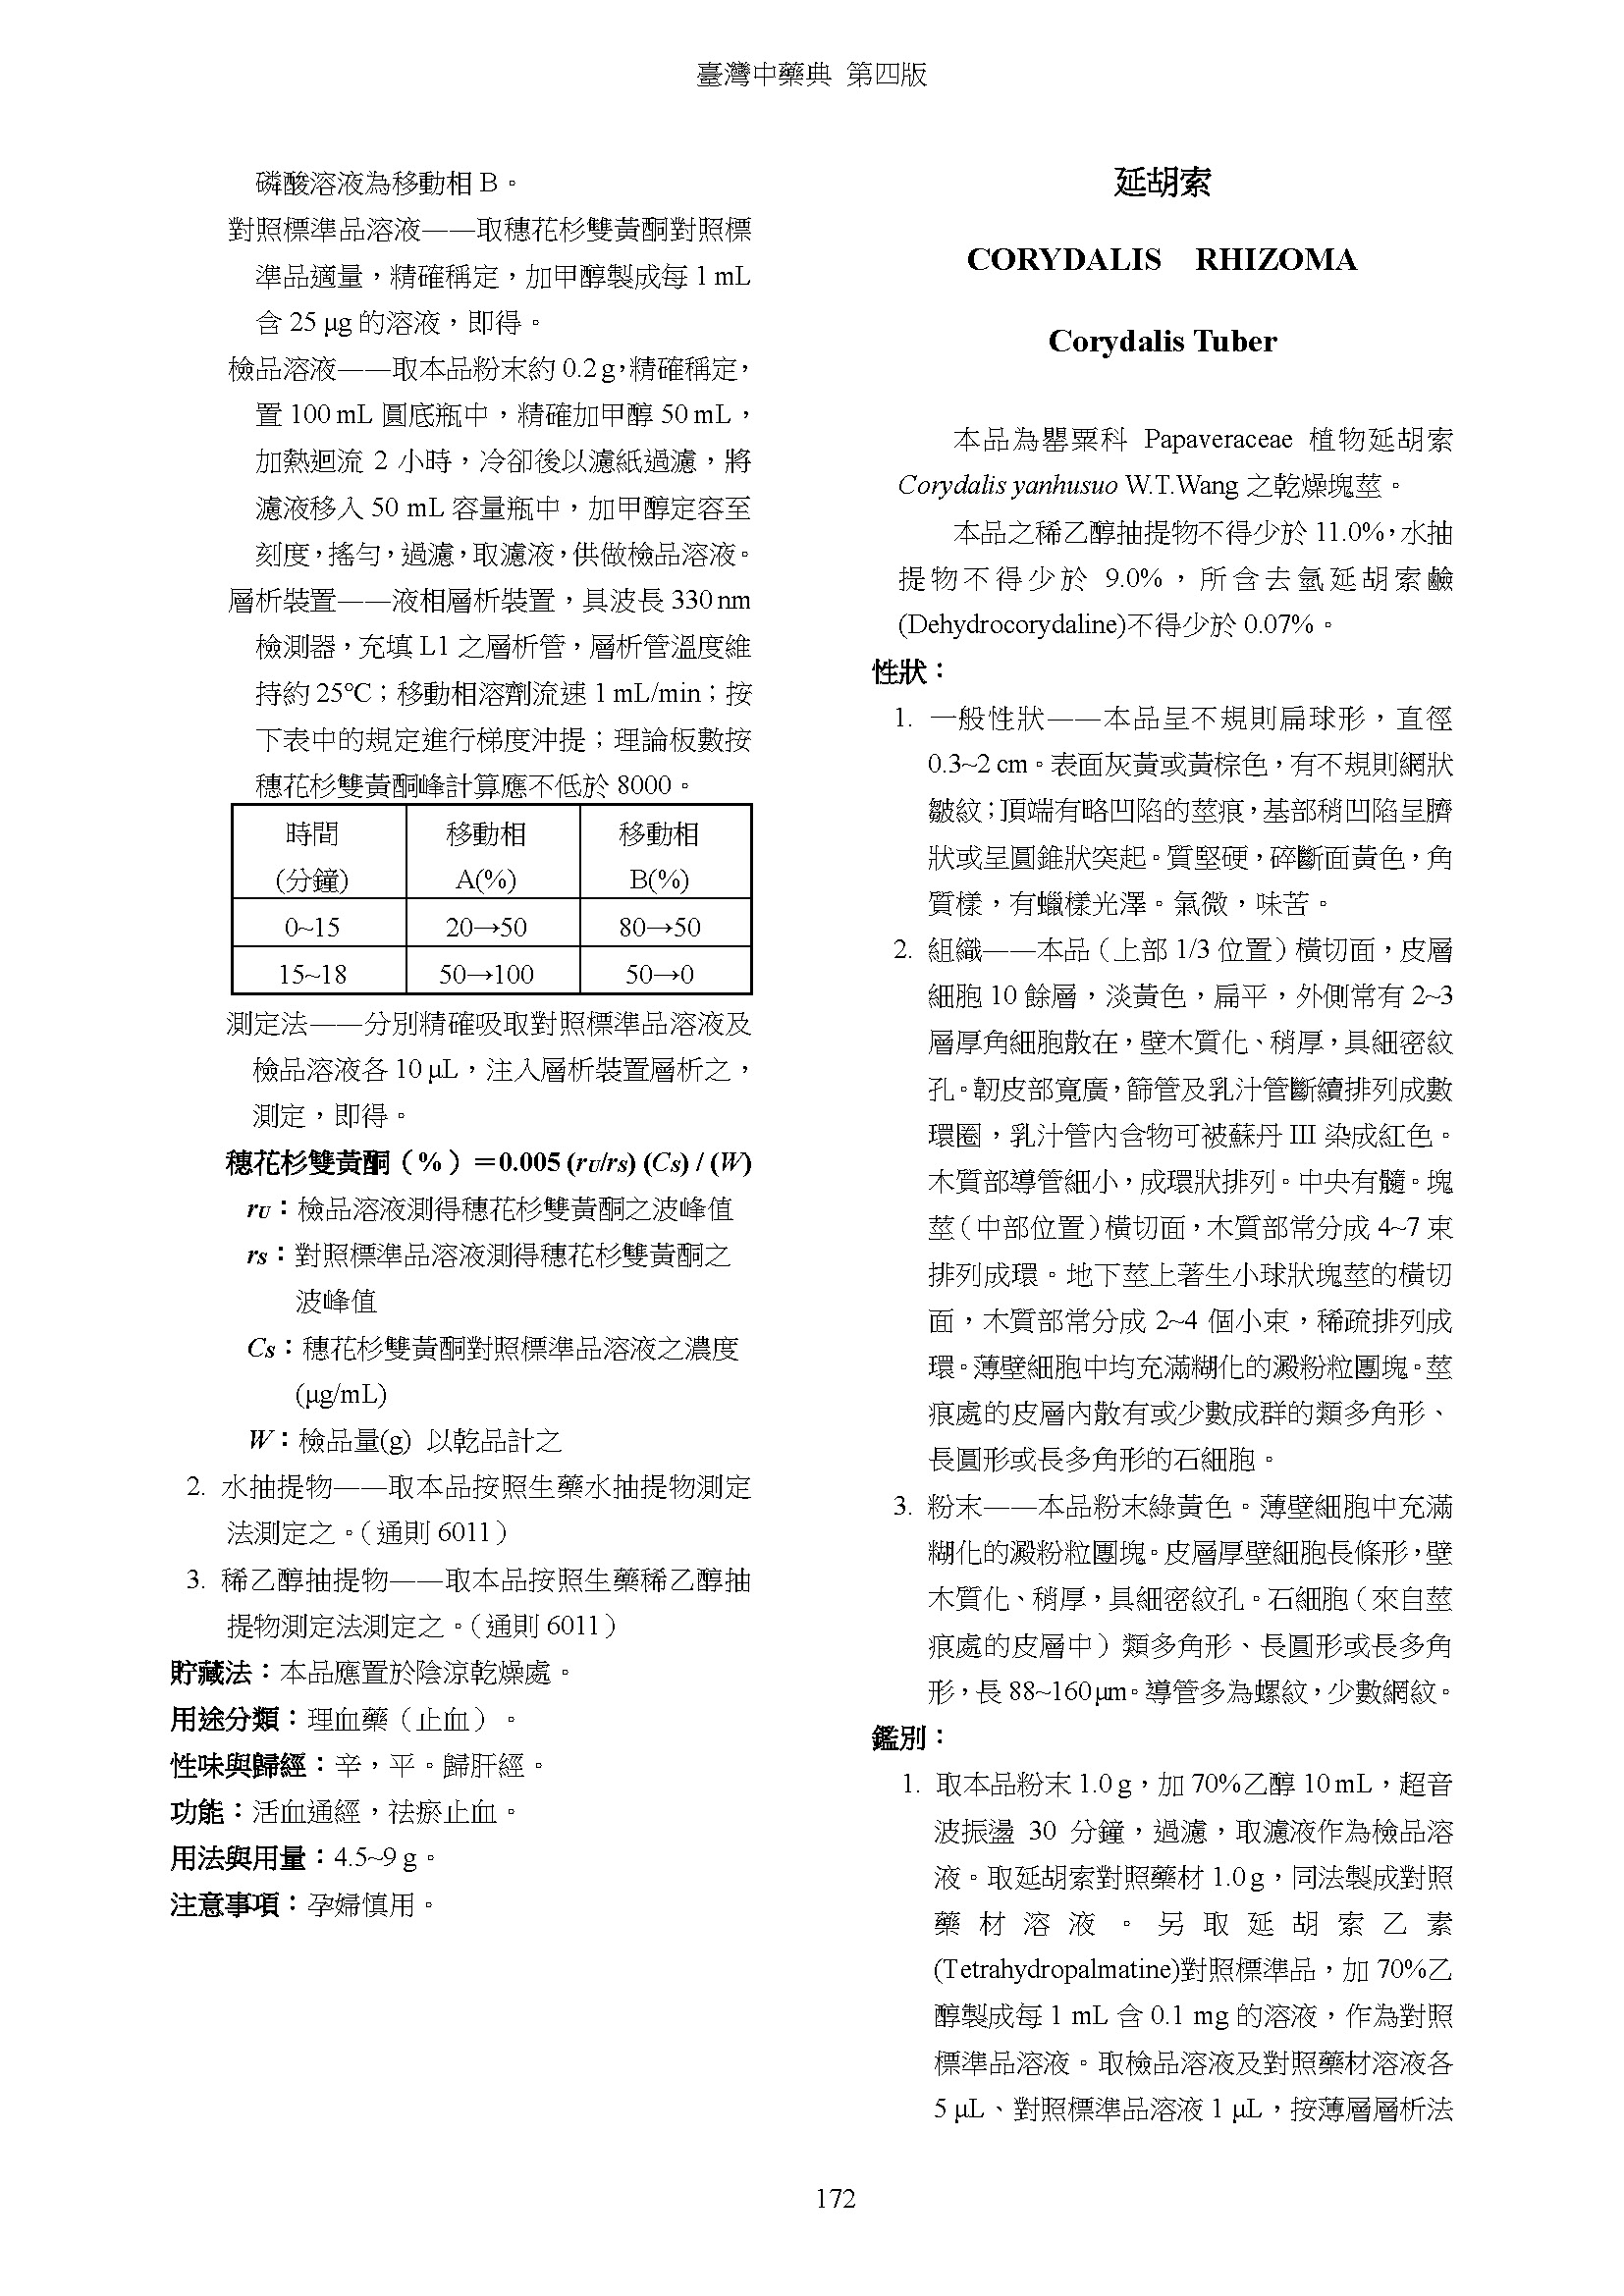 臺灣中藥典 第四版
磷酸溶液為移動相 B。
對照標準品溶液——取穗花杉雙黃酮對照標
準品適量，精確稱定，加甲醇製成每 1 mL
含 25 μg 的溶液，即得。
檢品溶液——取本品粉末約 0.2 g，精確稱定，
置 100 mL 圓底瓶中，精確加甲醇 50 mL，
加熱迴流 2 小時，冷卻後以濾紙過濾，將
濾液移入 50 mL 容量瓶中，加甲醇定容至
刻度，搖勻，過濾，取濾液，供做檢品溶液。
層析裝置——液相層析裝置，具波長 330 nm
檢測器，充填 L1 之層析管，層析管溫度維
持約 25℃；移動相溶劑流速 1 mL/min；按
下表中的規定進行梯度沖提；理論板數按
穗花杉雙黃酮峰計算應不低於 8000。
時間 移動相 移動相
(分鐘) A(%) B(%)
0~15 20→50 80→50
15~18 50→100 50→0
測定法——分別精確吸取對照標準品溶液及
檢品溶液各 10 μL，注入層析裝置層析之，
測定，即得。
穗花杉雙黃酮（%）＝0.005 (rU/rS) (CS) / (W)
rU：檢品溶液測得穗花杉雙黃酮之波峰值
rS：對照標準品溶液測得穗花杉雙黃酮之
波峰值
CS：穗花杉雙黃酮對照標準品溶液之濃度
(μg/mL)
W：檢品量(g) 以乾品計之
2. 水抽提物——取本品按照生藥水抽提物測定
法測定之。（通則 6011）
3. 稀乙醇抽提物——取本品按照生藥稀乙醇抽
提物測定法測定之。（通則 6011）
貯藏法：本品應置於陰涼乾燥處。
用途分類：理血藥（止血）。
性味與歸經：辛，平。歸肝經。
功能：活血通經，祛瘀止血。
用法與用量：4.5~9 g。
注意事項：孕婦慎用。
延胡索
CORYDALIS RHIZOMA
Corydalis Tuber
本品為罌粟科 Papaveraceae 植物延胡索
Corydalis yanhusuo W.T.Wang 之乾燥塊莖。
本品之稀乙醇抽提物不得少於 11.0%，水抽
提物不得少於 9.0%，所含去氫延胡索鹼
(Dehydrocorydaline)不得少於 0.07%。
性狀：
1. 一般性狀——本品呈不規則扁球形，直徑
0.3~2 cm。表面灰黃或黃棕色，有不規則網狀
皺紋；頂端有略凹陷的莖痕，基部稍凹陷呈臍
狀或呈圓錐狀突起。質堅硬，碎斷面黃色，角
質樣，有蠟樣光澤。氣微，味苦。
2. 組織——本品（上部 1/3 位置）橫切面，皮層
細胞 10 餘層，淡黃色，扁平，外側常有 2~3
層厚角細胞散在，壁木質化、稍厚，具細密紋
孔。韌皮部寬廣，篩管及乳汁管斷續排列成數
環圈，乳汁管內含物可被蘇丹 III 染成紅色。
木質部導管細小，成環狀排列。中央有髓。塊
莖（中部位置）橫切面，木質部常分成 4~7 束
排列成環。地下莖上著生小球狀塊莖的橫切
面，木質部常分成 2~4 個小束，稀疏排列成
環。薄壁細胞中均充滿糊化的澱粉粒團塊。莖
痕處的皮層內散有或少數成群的類多角形、
長圓形或長多角形的石細胞。
3. 粉末——本品粉末綠黃色。薄壁細胞中充滿
糊化的澱粉粒團塊。皮層厚壁細胞長條形，壁
木質化、稍厚，具細密紋孔。石細胞（來自莖
痕處的皮層中）類多角形、長圓形或長多角
形，長 88~160 μm。導管多為螺紋，少數網紋。
鑑別：
1. 取本品粉末 1.0 g，加 70%乙醇 10 mL，超音
波振盪 30 分鐘，過濾，取濾液作為檢品溶
液。取延胡索對照藥材 1.0 g，同法製成對照
藥材溶液。另取延胡索乙素
(Tetrahydropalmatine)對照標準品，加 70%乙
醇製成每 1 mL 含 0.1 mg 的溶液，作為對照
標準品溶液。取檢品溶液及對照藥材溶液各
5 μL、對照標準品溶液 1 μL，按薄層層析法
172